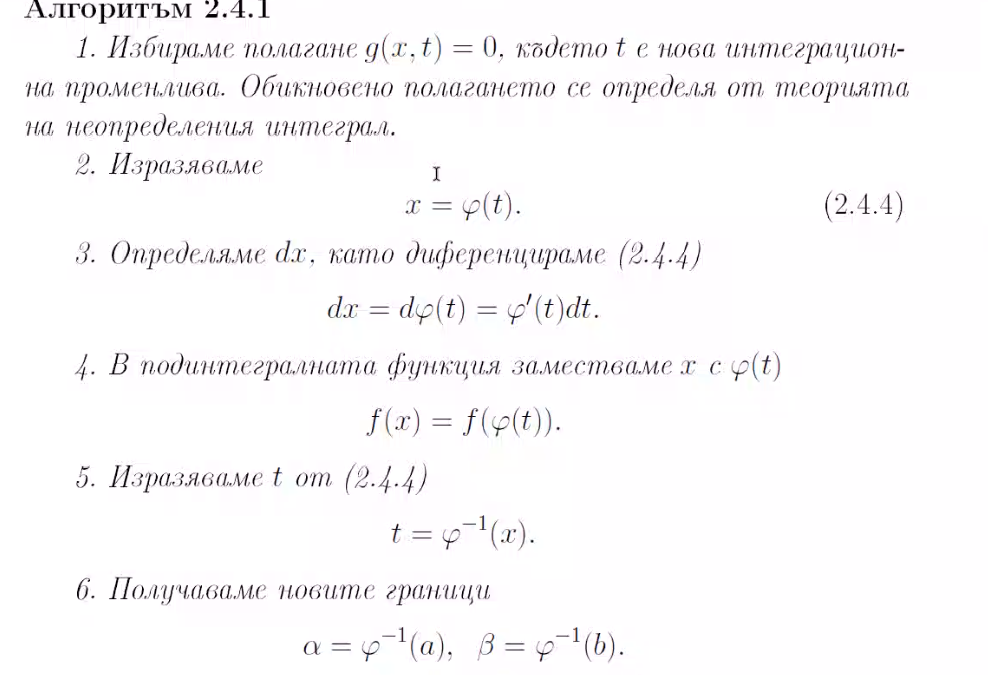 Алгоритъм 2.4.1
1. Избираме полагане g(x, t) = 0, където t е нова интеграцион-
на променлива. Обикновено полагането се определя от теорията
на неопределения интеграл.
2. Изразяваме
x = φ(t). (2.4.4)
3. Определяме dx, като диференцираме (2.4.4)
dx = dφ(t) = φ′(t)dt.
4. В подинтегралната функция заместваме x с φ(t)
f(x) = f(φ(t)).
5. Изразяваме t от (2.4.4)
t = φ⁻¹(x).
6. Получаваме новите граници
α = φ⁻¹(a), β = φ⁻¹(b).